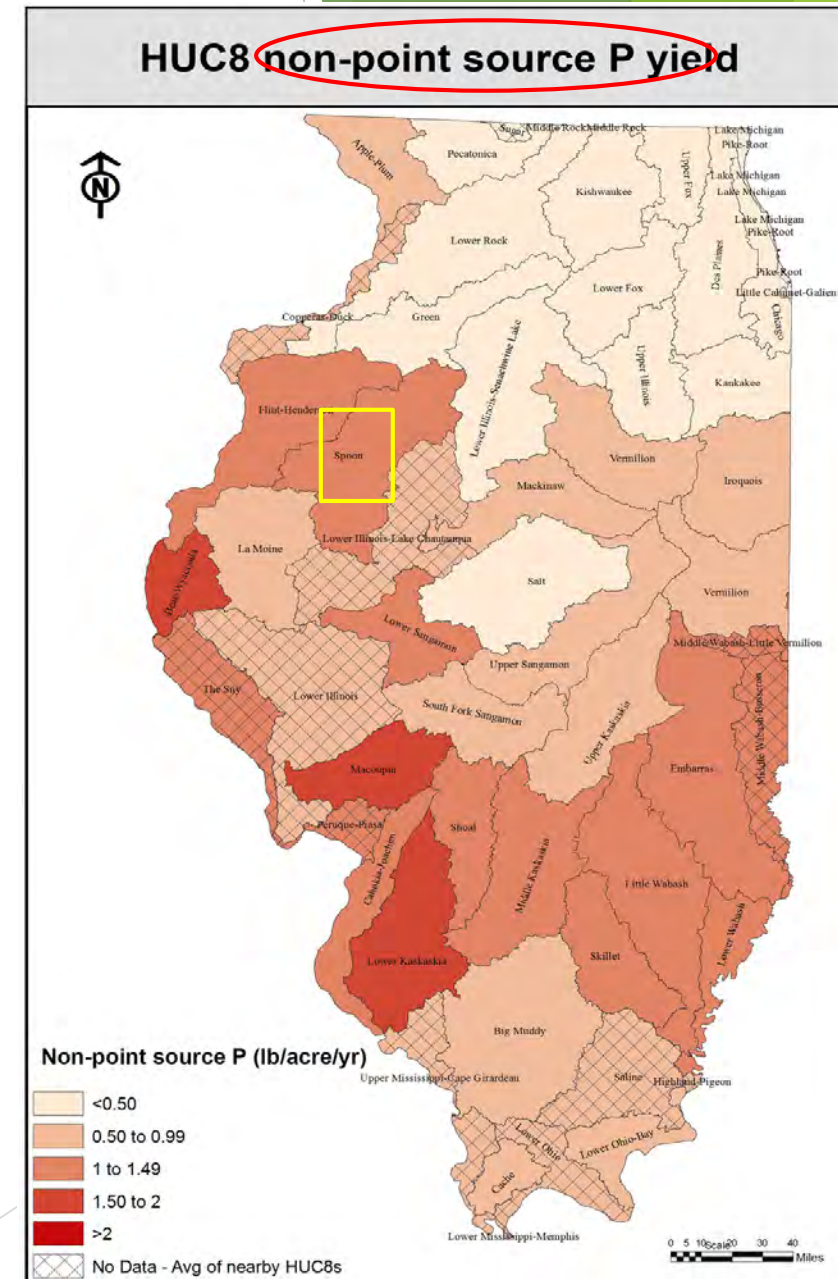 HUC8 non-point source P yield
N
Sugar
Middle Rock
Middle Rock
Lake Michigan
Pike-Root
Apple-Plum
Pecatonica
Upper Fox
Lake Michigan
Lake Michigan
Kishwaukee
Lake Michigan
Pike-Root
Lower Rock
Des Plaines
Pike-Root
Lower Fox
Little Calumet-Galien
Copperas-Duck
Green
Chicago
Upper Illinois
Lower Illinois-Senachwine Lake
Kankakee
Flint-Henderson
Spoon
Vermilion
Iroquois
Mackinaw
Lower Illinois-Lake Chautauqua
La Moine
Bear-Wyaconda
Salt
Vermilion
Lower Sangamon
Middle Wabash-Little Vermilion
Upper Sangamon
The Sny
Lower Illinois
South Fork Sangamon
Upper Kaskaskia
Middle Wabash-Busseron
Macoupin
Embarras
Peruque-Piasa
Shoal
Cahokia-Joachim
Middle Kaskaskia
Little Wabash
Lower Wabash
Skillet
Lower Kaskaskia
Big Muddy
Non-point source P (lb/acre/yr)
Upper Mississippi-Cape Girardeau
Saline
Highland-Pigeon
<0.50
0.50 to 0.99
Lower Ohio
Lower Ohio-Bay
1 to 1.49
Cache
1.50 to 2
>2
Lower Mississippi-Memphis
0 5 10 20 30 40
Scale
Miles
No Data - Avg of nearby HUC8s